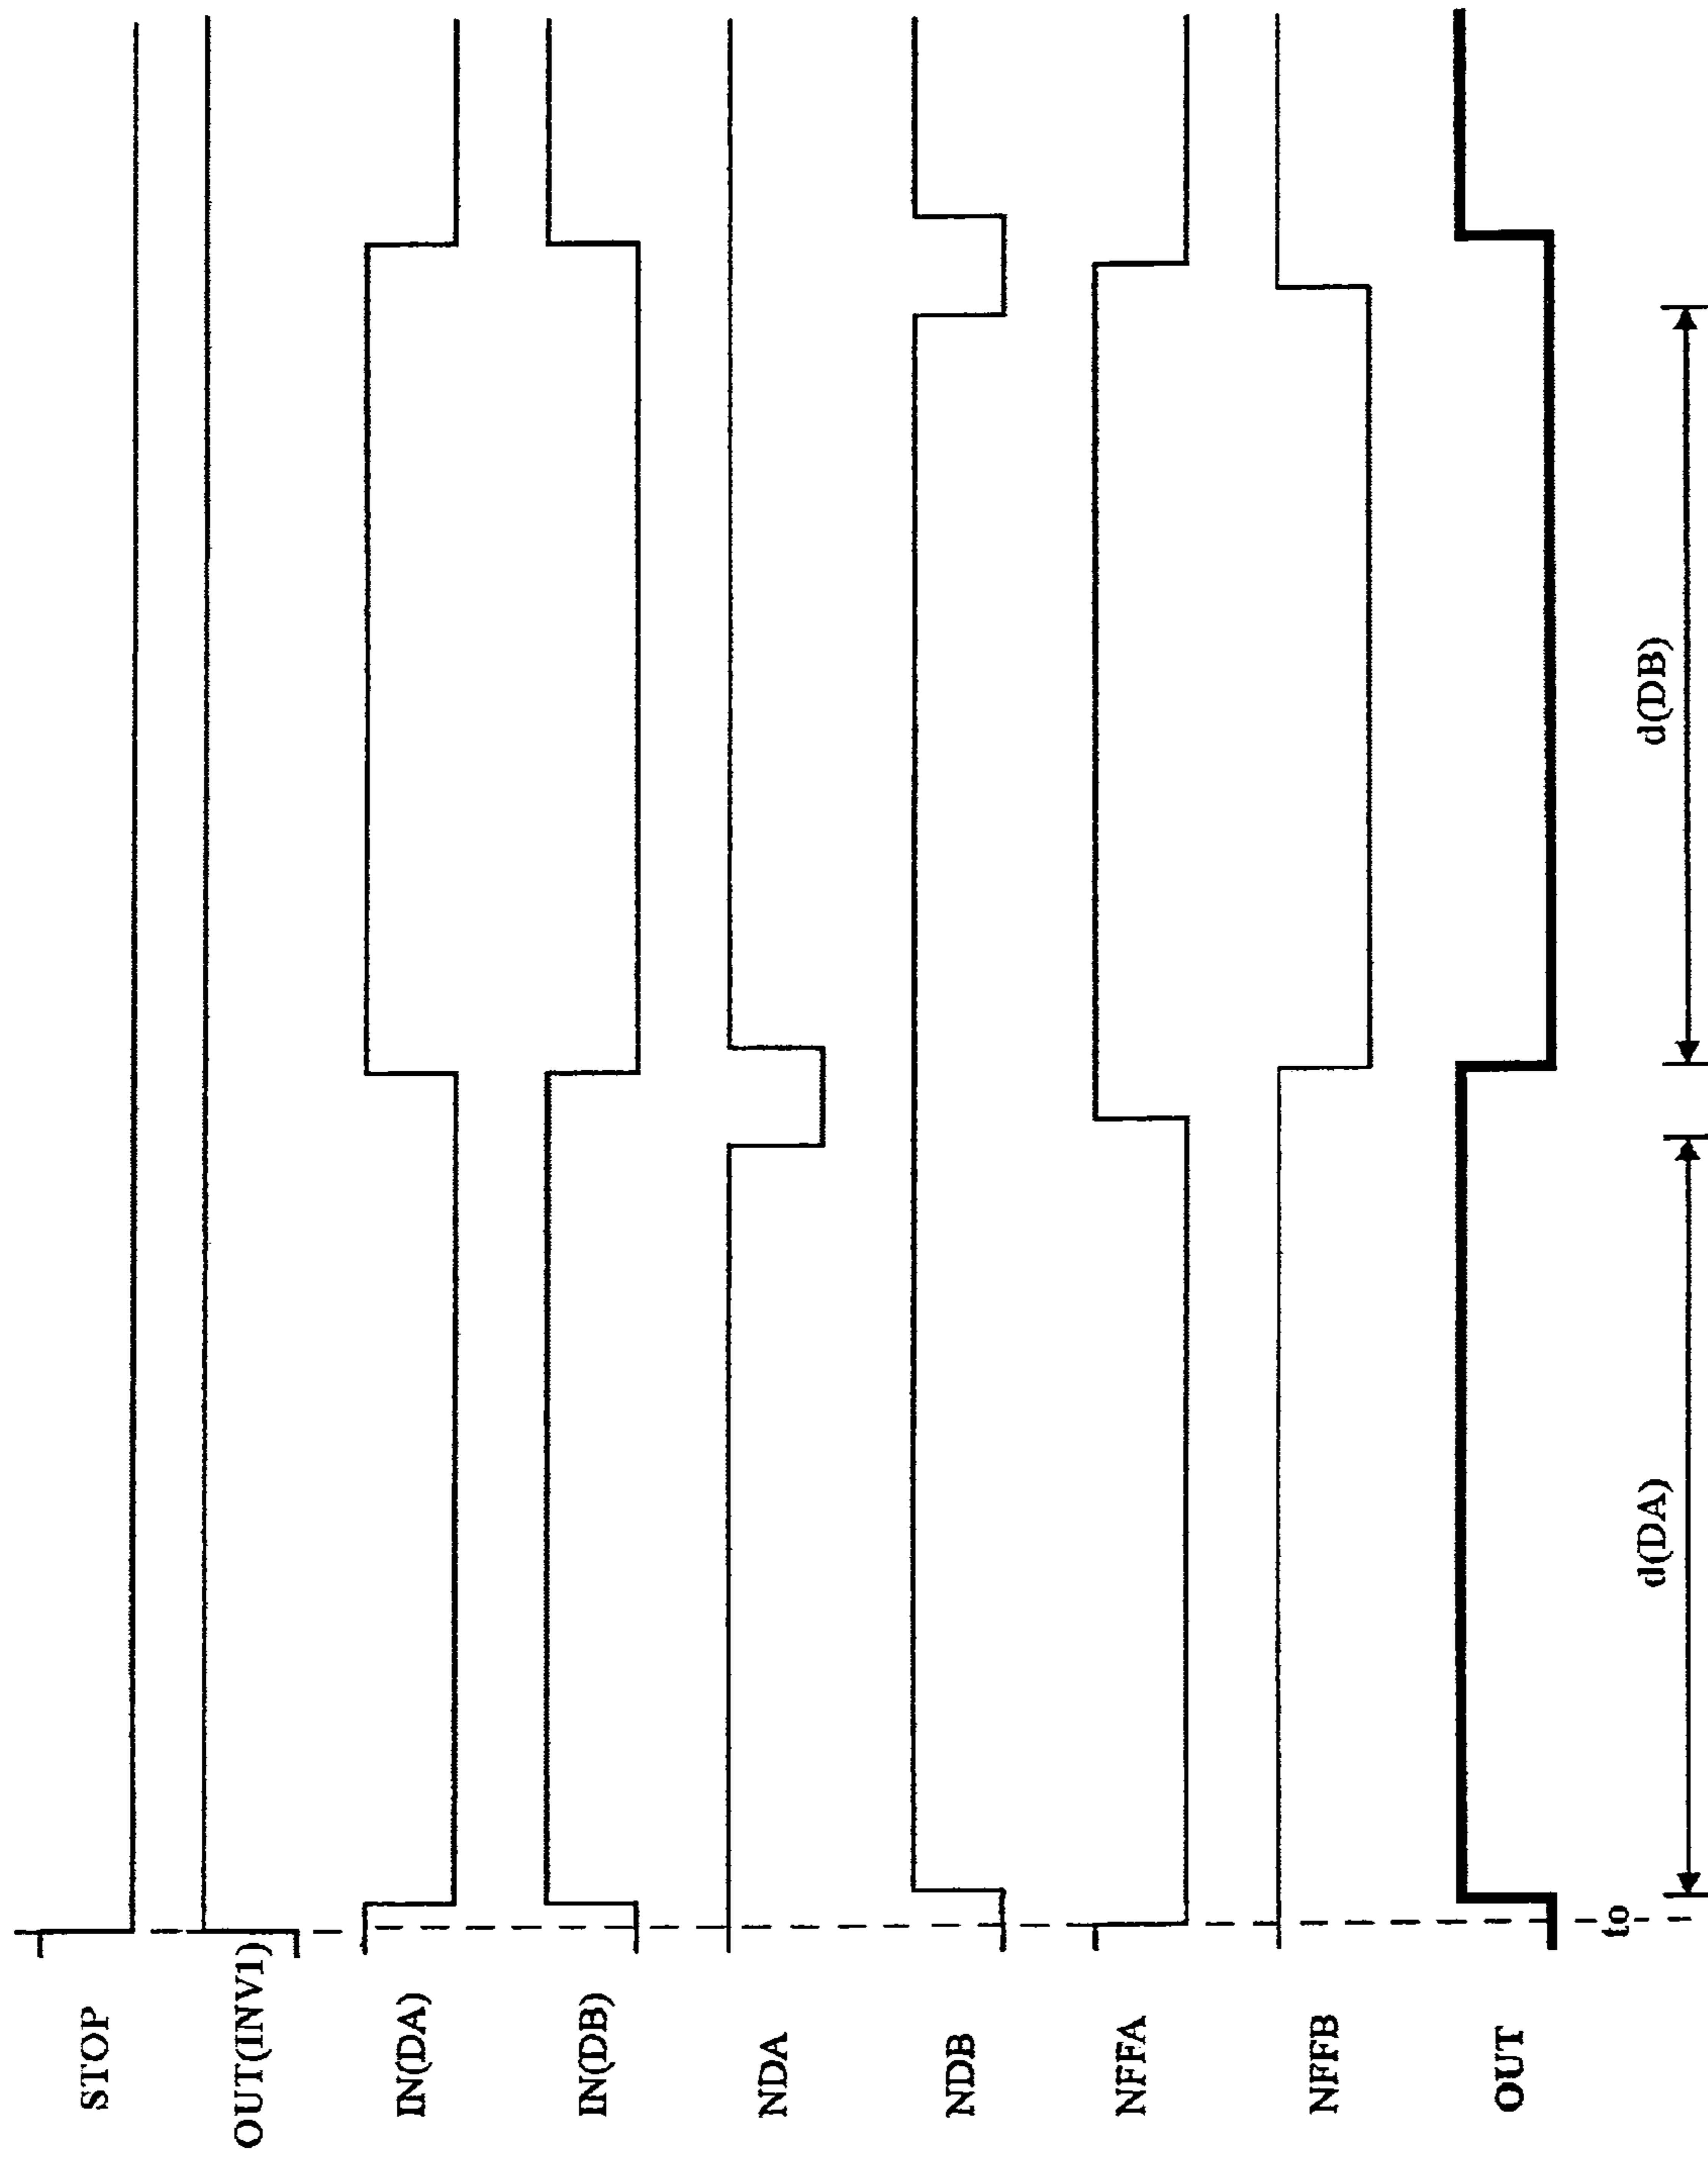 STOP
OUT(INV1)
IN(DA)
IN(DB)
NDA
NDB
NFFA
NFFB
OUT
to
d(DA)
d(DB)